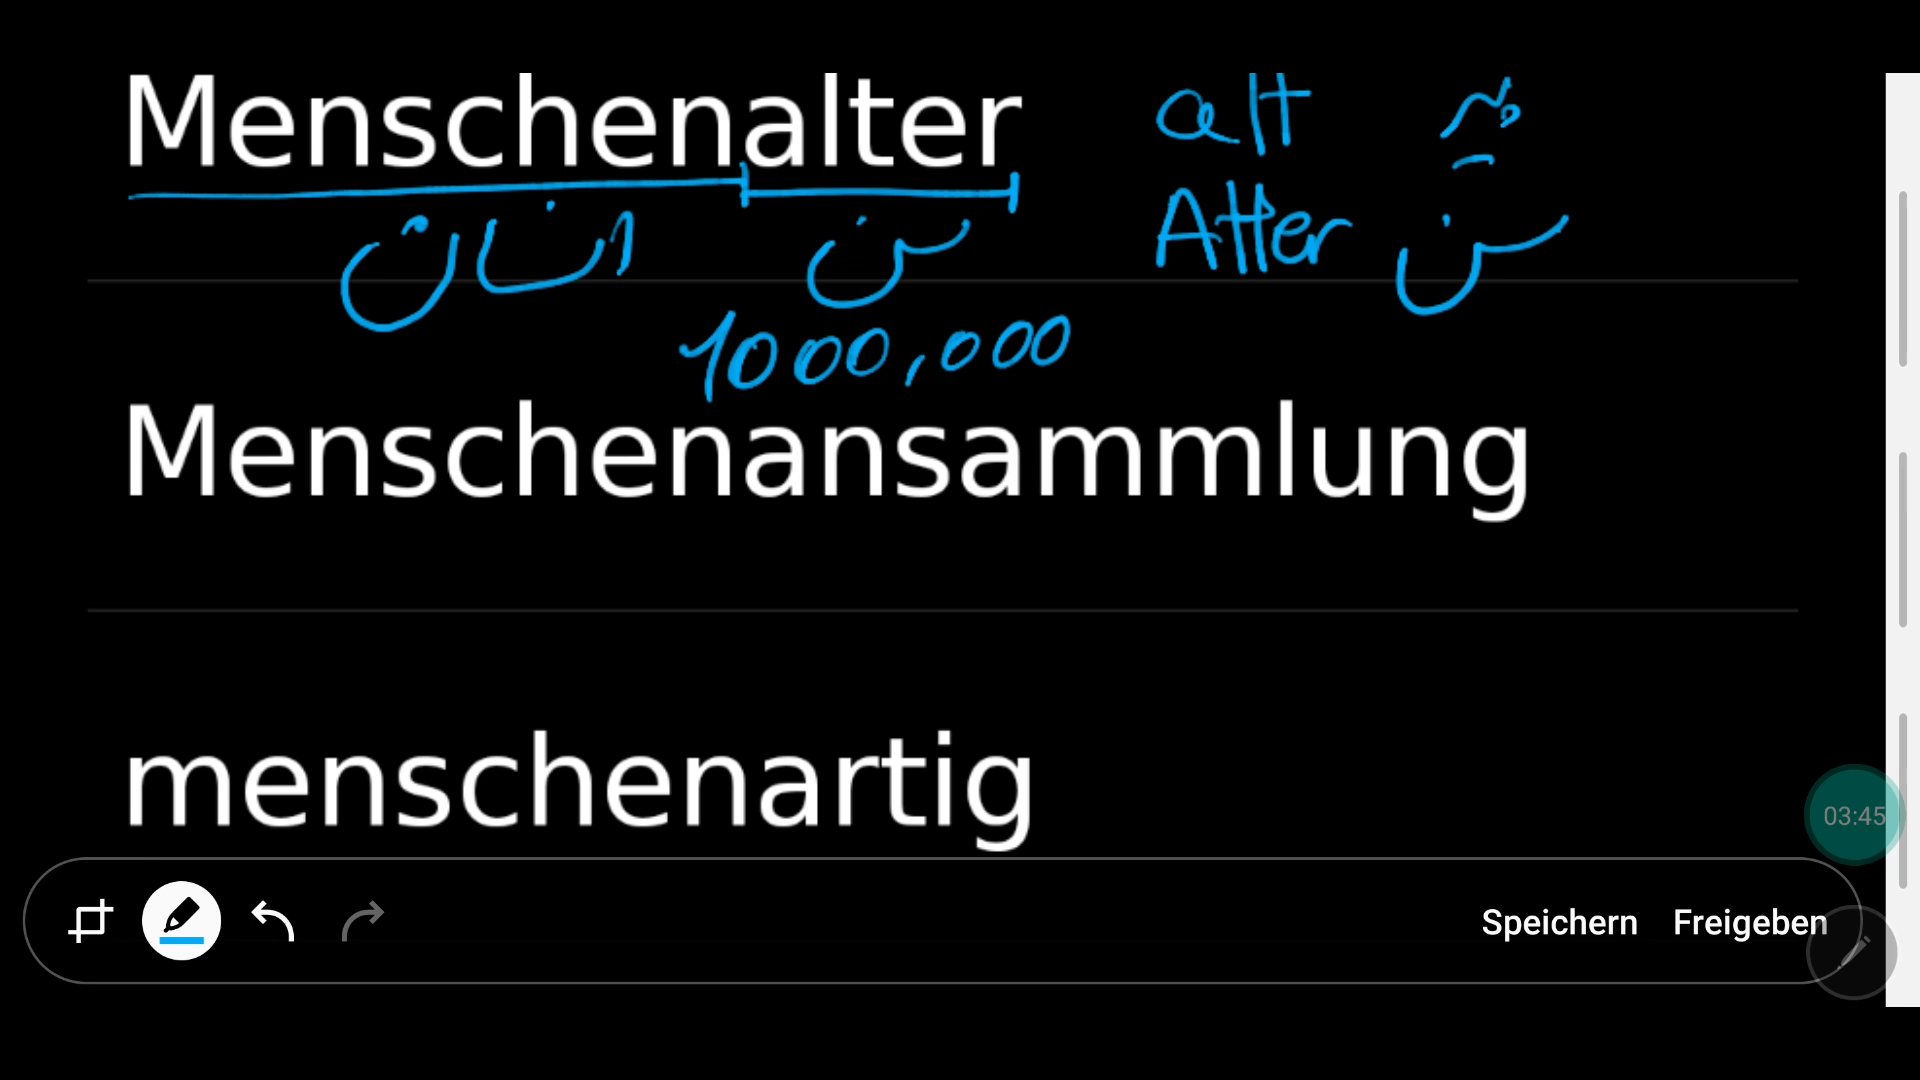 Menschenalter alt پیر
انسان سن Alter سن
1000,000
Menschenansammlung
menschenartig
03:45
Speichern Freigeben